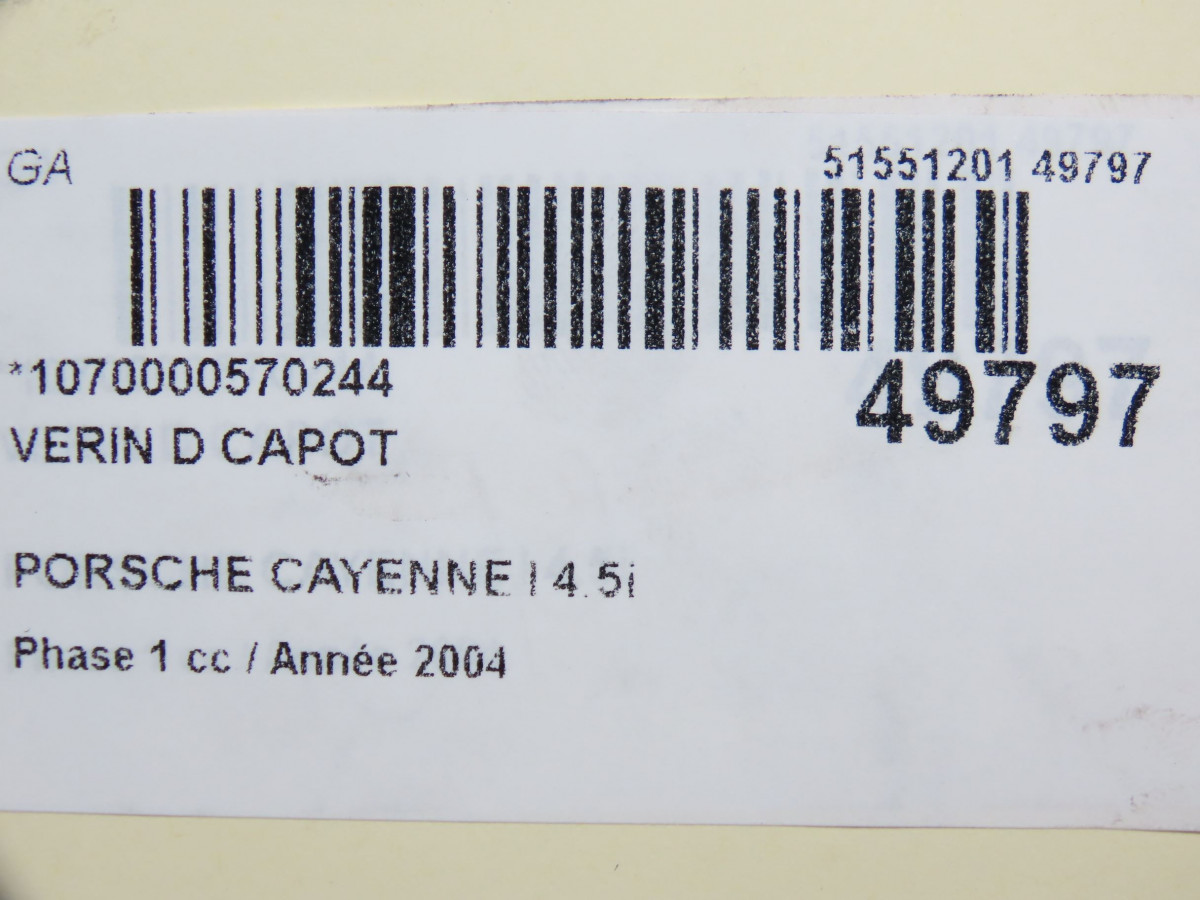 GA
51551201 49797
*1070000570244
49797
VERIN D CAPOT
PORSCHE CAYENNE I 4.5i
Phase 1 cc / Année 2004